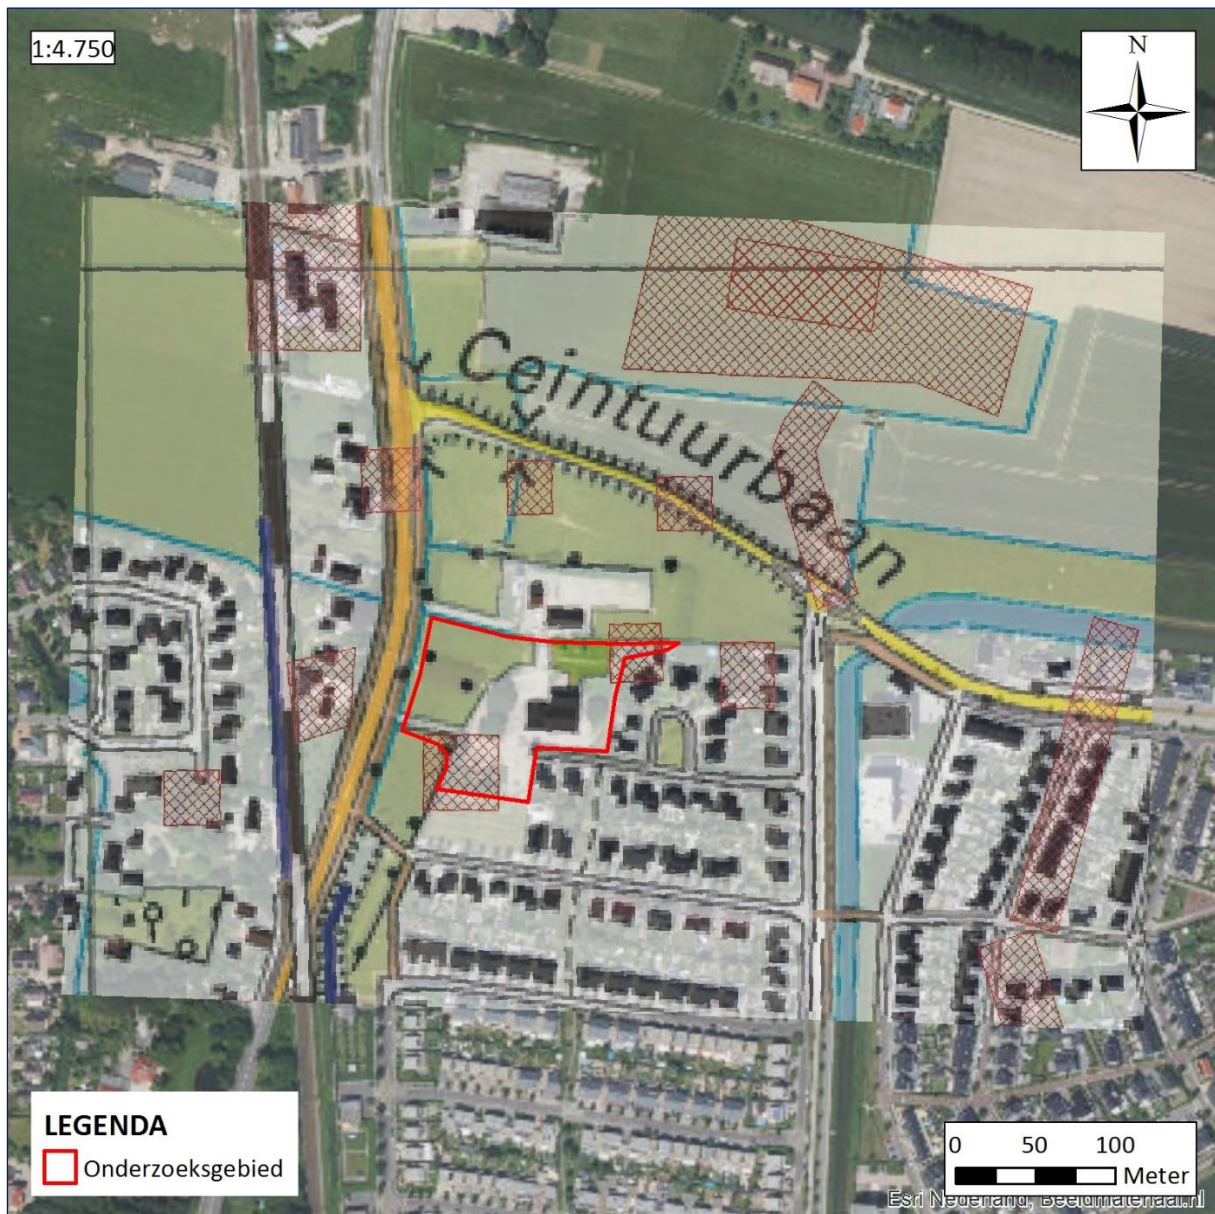 1:4.750
N
Ceintuurbaan
LEGENDA
Onderzoeksgebied
0 50 100
Meter
Esri Nederland, Beeldmateriaal.nl